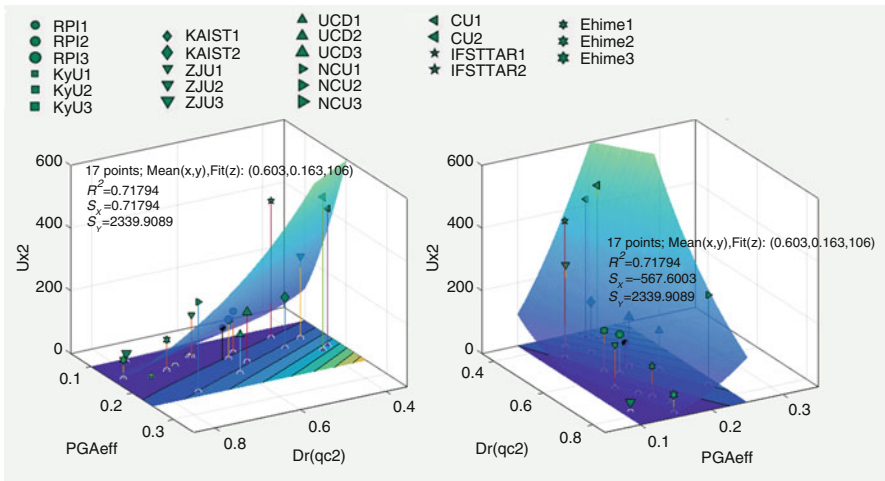 RPI1
RPI2
RPI3
KyU1
KyU2
KyU3
KAIST1
KAIST2
ZJU1
ZJU2
ZJU3
UCD1
UCD2
UCD3
NCU1
NCU2
NCU3
CU1
CU2
IFSTTAR1
IFSTTAR2
Ehime1
Ehime2
Ehime3
600
400
200
0
Ux2
17 points; Mean(x,y),Fit(z): (0.603,0.163,106)
R²=0.71794
Sₓ=0.71794
Sᵧ=2339.9089
0.1
0.2
0.3
PGAeff
0.8
0.6
0.4
Dr(qc2)
600
400
200
0
Ux2
17 points; Mean(x,y),Fit(z): (0.603,0.163,106)
R²=0.71794
Sₓ=–567.6003
Sᵧ=2339.9089
0.4
0.6
0.8
Dr(qc2)
0.1
0.2
0.3
PGAeff